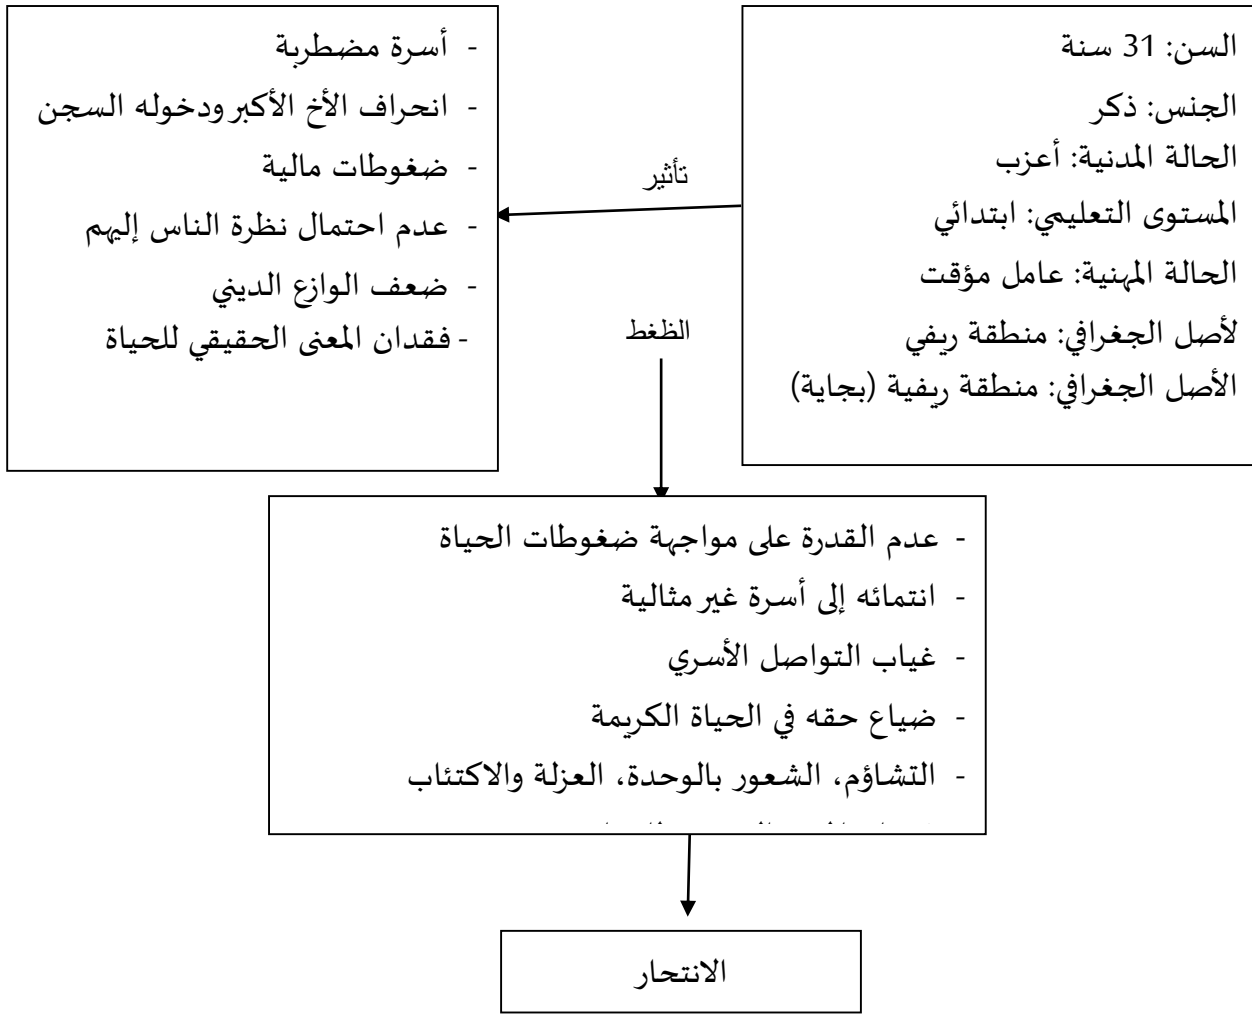 السن: 31 سنة
الجنس: ذكر
الحالة المدنية: أعزب
المستوى التعليمي: ابتدائي
الحالة المهنية: عامل مؤقت
لأصل الجغرافي: منطقة ريفي
الأصل الجغرافي: منطقة ريفية (بجاية)
تأثير
- أسرة مضطربة
- انحراف الأخ الأكبر ودخوله السجن
- ضغوطات مالية
- عدم احتمال نظرة الناس إليهم
- ضعف الوازع الديني
- فقدان المعنى الحقيقي للحياة
الظغط
- عدم القدرة على مواجهة ضغوطات الحياة
- انتمائه إلى أسرة غير مثالية
- غياب التواصل الأسري
- ضياع حقه في الحياة الكريمة
- التشاؤم، الشعور بالوحدة، العزلة والاكتئاب
الانتحار